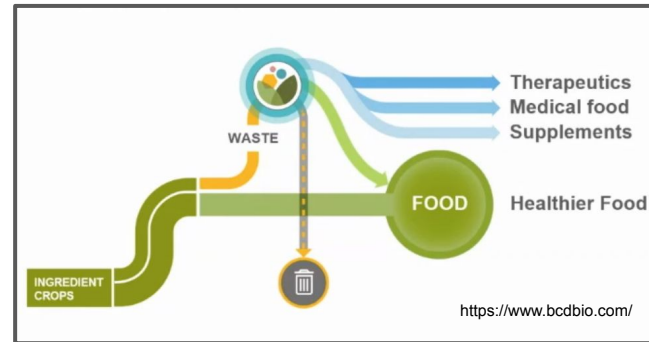 Therapeutics
Medical food
Supplements
WASTE
FOOD
Healthier Food
INGREDIENT
CROPS
https://www.bcdbio.com/